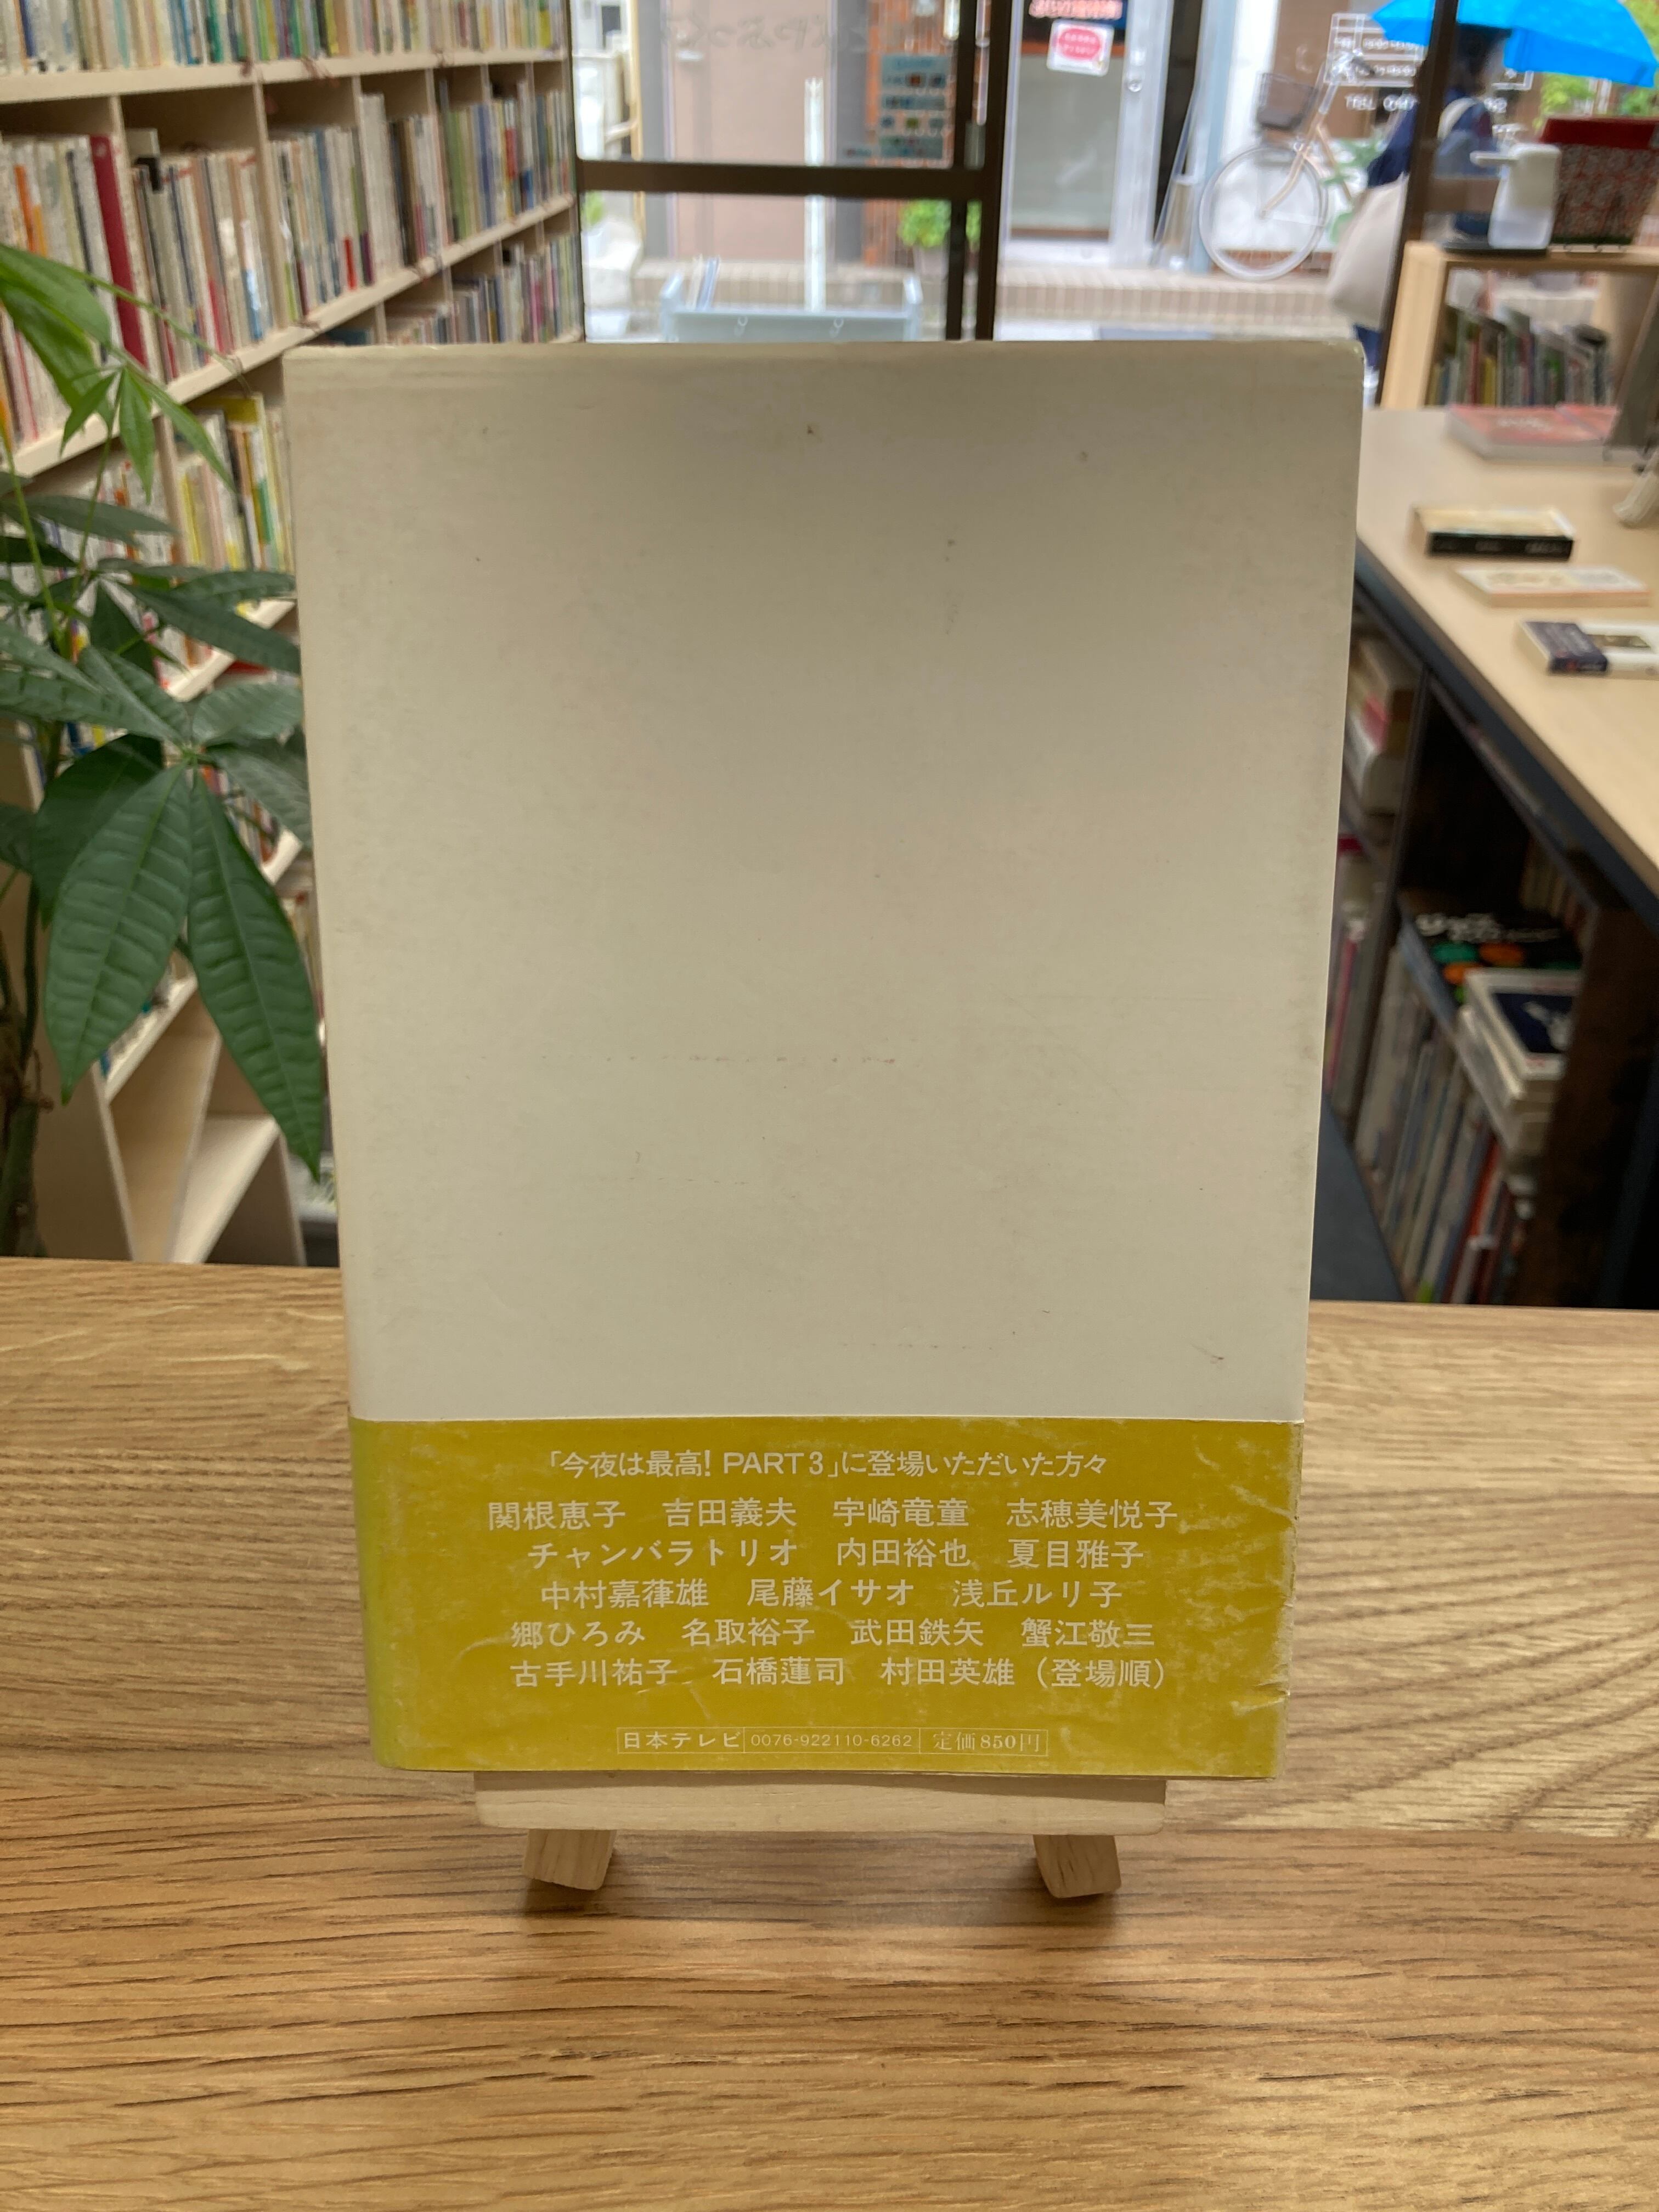 「今夜は最高! PART 3」に登場いただいた方々
関根恵子　吉田義夫　宇崎竜童　志穂美悦子
チャンバラトリオ　内田裕也　夏目雅子
中村嘉葎雄　尾藤イサオ　浅丘ルリ子
郷ひろみ　名取裕子　武田鉄矢　蟹江敬三
古手川祐子　石橋蓮司　村田英雄（登場順）
日本テレビ 0076-922110-6262 定価850円